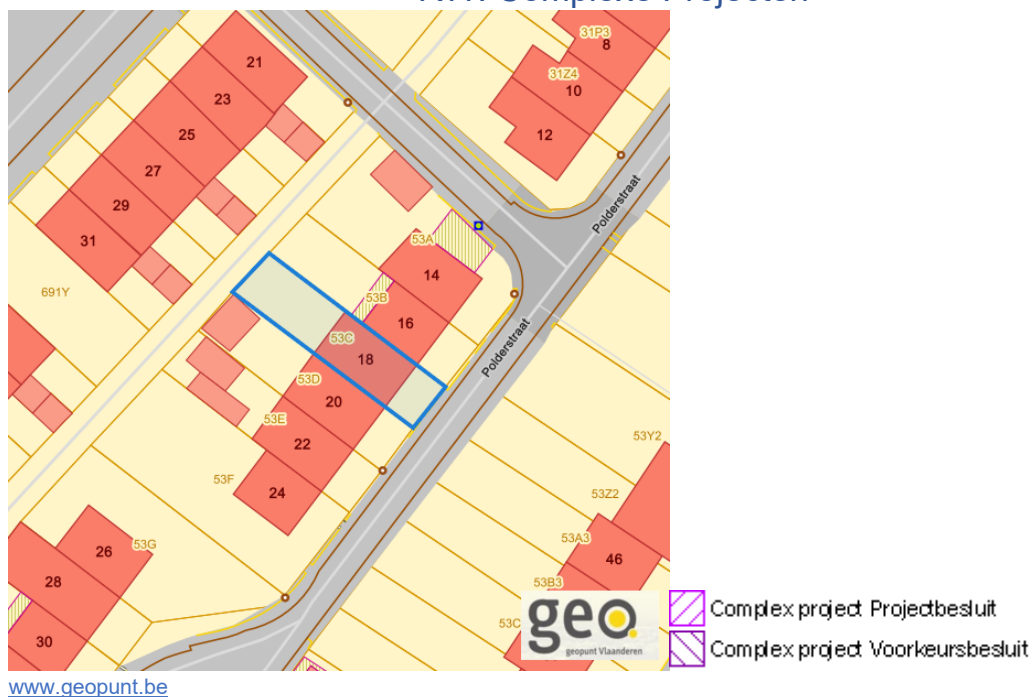 21
31P3
8
23
31Z4
10
25
12
27
29
Polderstraat
31
53A
14
691Y
53B
16
53C
18
Polderstraat
53D
20
53E
22
53Y2
53F
24
53Z2
53A3
26
53G
46
28
53B3
30
53C
geo.
geopunt Vlaanderen
Complex project Projectbesluit
Complex project Voorkeursbesluit
www.geopunt.be